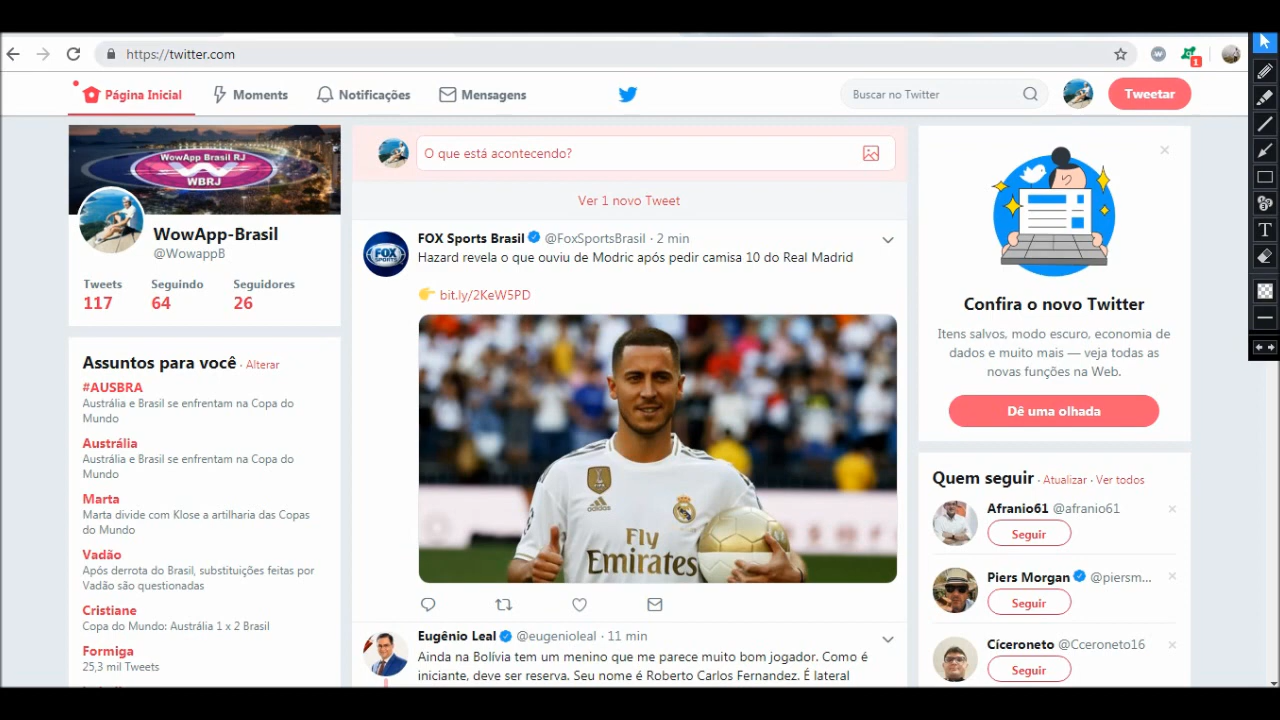 https://twitter.com
1
Página Inicial
Moments
Notificações
Mensagens
Buscar no Twitter
Tweetar
WowApp Brasil RJ
WBRJ
WowApp-Brasil
@WowappB
Tweets Seguindo Seguidores
117 64 26
Assuntos para você · Alterar
#AUSBRA
Austrália e Brasil se enfrentam na Copa do
Mundo
Austrália
Austrália e Brasil se enfrentam na Copa do
Mundo
Marta
Marta divide com Klose a artilharia das Copas
do Mundo
Vadão
Após derrota do Brasil, substituições feitas por
Vadão são questionadas
Cristiane
Copa do Mundo: Austrália 1 x 2 Brasil
Formiga
25,3 mil Tweets
O que está acontecendo?
Ver 1 novo Tweet
FOX Sports Brasil @FoxSportsBrasil · 2 min
FOX
SPORTS
Hazard revela o que ouviu de Modric após pedir camisa 10 do Real Madrid
👉 bit.ly/2KeW5PD
adidas
Fly
Emirates
Eugênio Leal @eugenioleal · 11 min
Ainda na Bolívia tem um menino que me parece muito bom jogador. Como é
iniciante, deve ser reserva. Seu nome é Roberto Carlos Fernandez. É lateral
Confira o novo Twitter
Itens salvos, modo escuro, economia de
dados e muito mais — veja todas as
novas funções na Web.
Dê uma olhada
Quem seguir · Atualizar · Ver todos
Afranio61 @afranio61
Seguir
Piers Morgan @piersm...
Seguir
Cíceroneto @Cceroneto16
Seguir
T